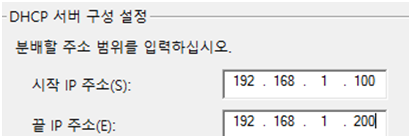 DHCP 서버 구성 설정
분배할 주소 범위를 입력하십시오.
시작 IP 주소(S): 192 . 168 . 1 . 100
끝 IP 주소(E): 192 . 168 . 1 . 200